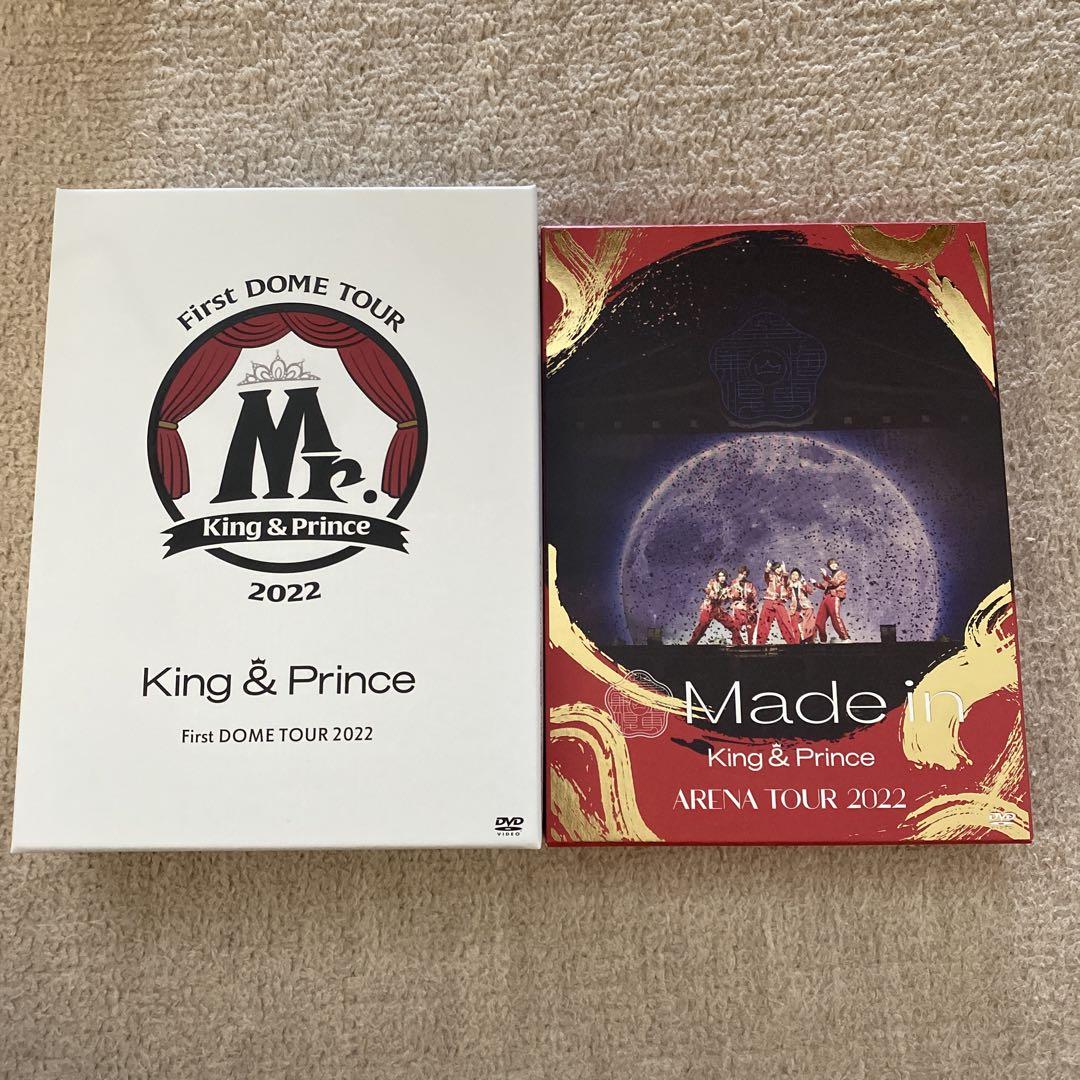 First DOME TOUR
Mr.
King & Prince
2022
King & Prince
First DOME TOUR 2022
DVD
VIDEO
Made in
King & Prince
ARENA TOUR 2022
DVD